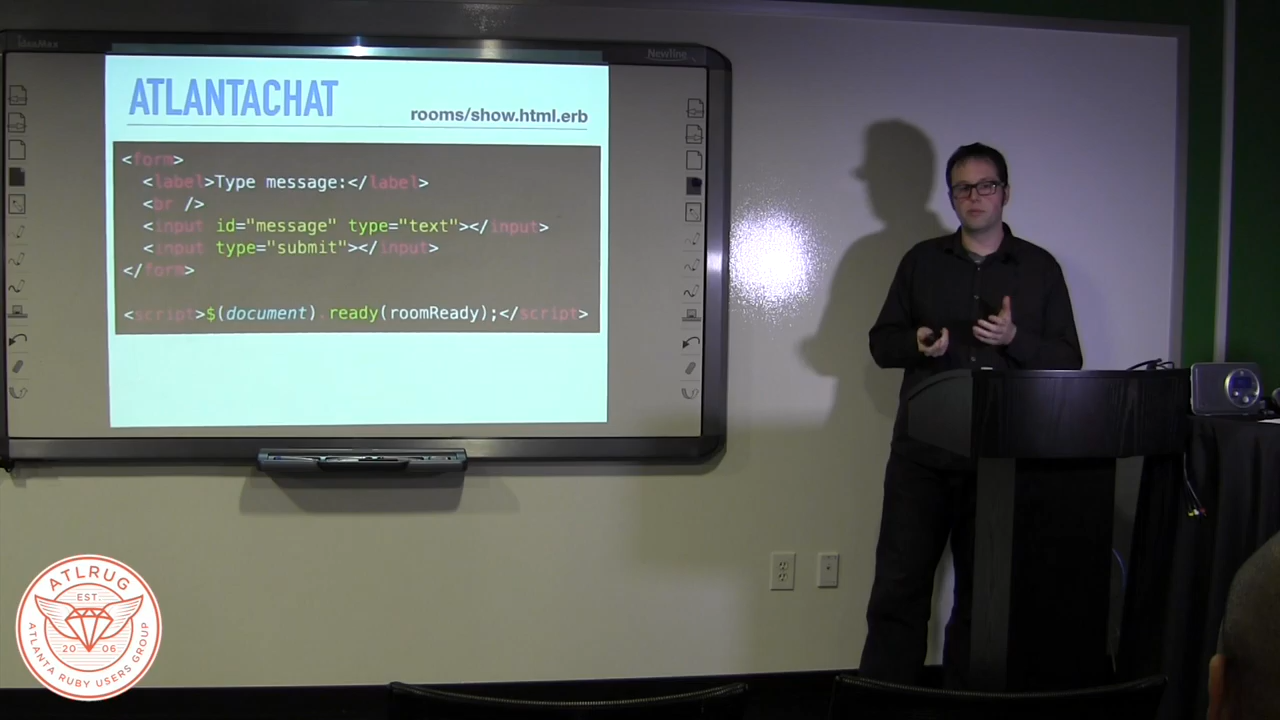 Newline
ATLANTACHAT
rooms/show.html.erb
<form>
<label>Type message:</label>
<br />
<input id="message" type="text"></input>
<input type="submit"></input>
</form>
<script>$(document).ready(roomReady);</script>
ATLRUG
EST.
20 06
ATLANTA RUBY USERS GROUP